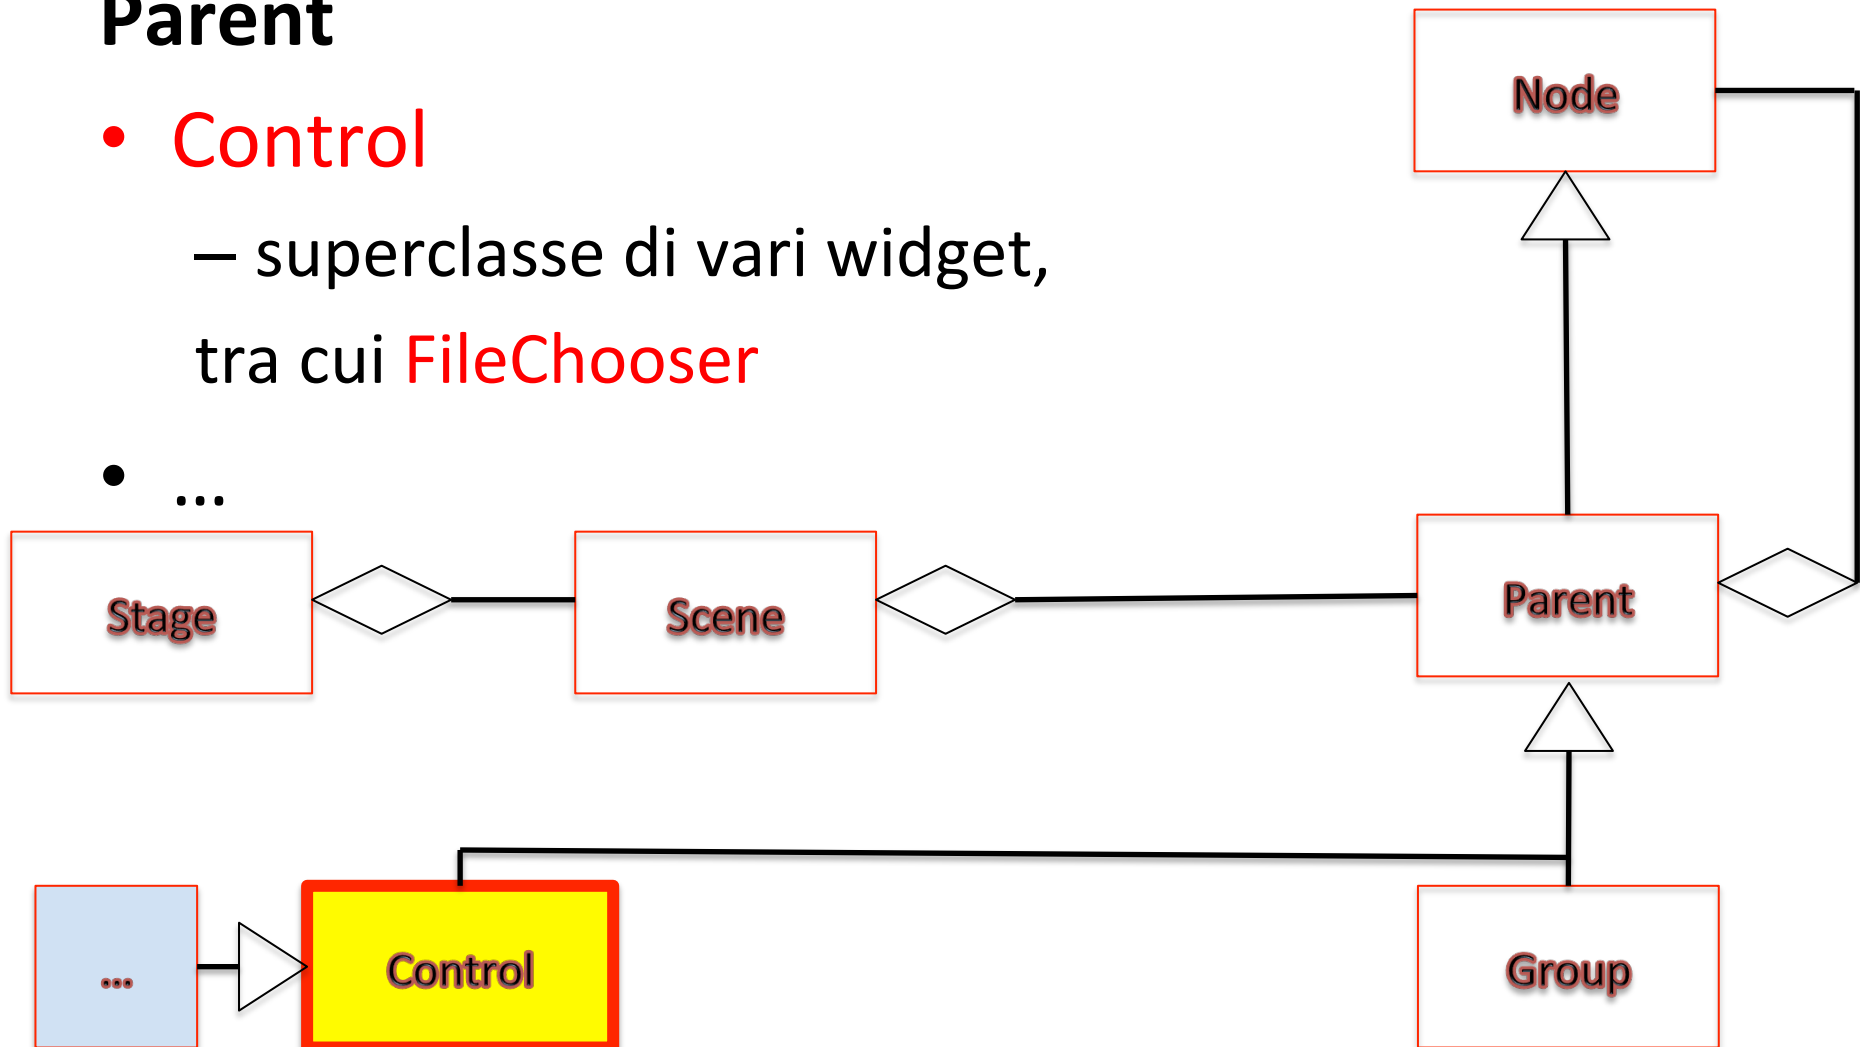 Parent
• Control
– superclasse di vari widget,
tra cui FileChooser
• ...
Node
Stage
Scene
Parent
...
Control
Group